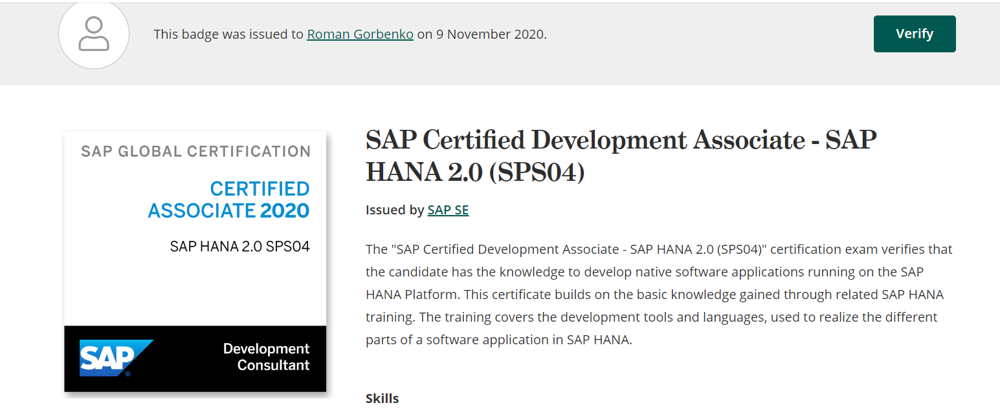 This badge was issued to Roman Gorbenko on 9 November 2020.
Verify
SAP GLOBAL CERTIFICATION
CERTIFIED
ASSOCIATE 2020
SAP HANA 2.0 SPS04
SAP
®
Development
Consultant
SAP Certified Development Associate - SAP
HANA 2.0 (SPS04)
Issued by SAP SE
The "SAP Certified Development Associate - SAP HANA 2.0 (SPS04)" certification exam verifies that
the candidate has the knowledge to develop native software applications running on the SAP
HANA Platform. This certificate builds on the basic knowledge gained through related SAP HANA
training. The training covers the development tools and languages, used to realize the different
parts of a software application in SAP HANA.
Skills